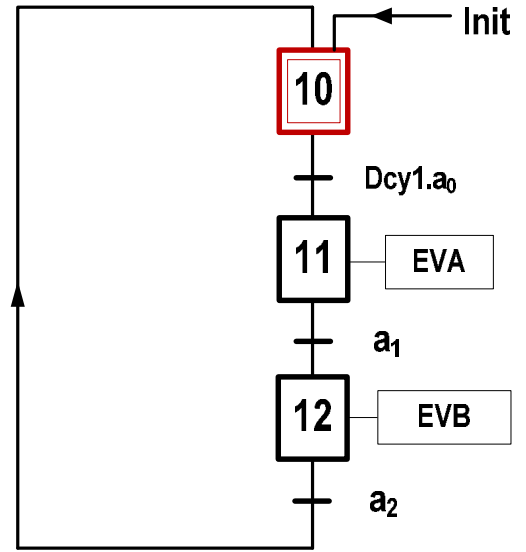 Init
10
Dcy1.a₀
11
EVA
a₁
12
EVB
a₂